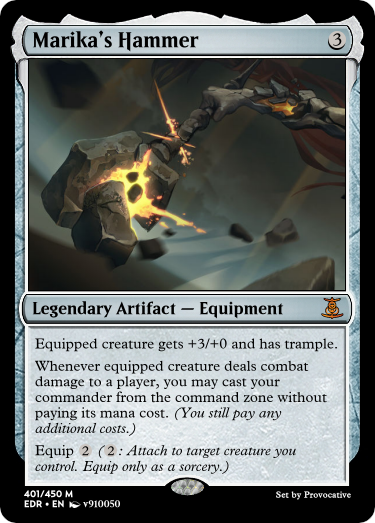 Marika's Hammer 3
Legendary Artifact — Equipment
Equipped creature gets +3/+0 and has trample.
Whenever equipped creature deals combat
damage to a player, you may cast your
commander from the command zone without
paying its mana cost. (You still pay any
additional costs.)
Equip 2 (2: Attach to target creature you
control. Equip only as a sorcery.)
401/450 M
EDR • EN v910050
Set by Provocative